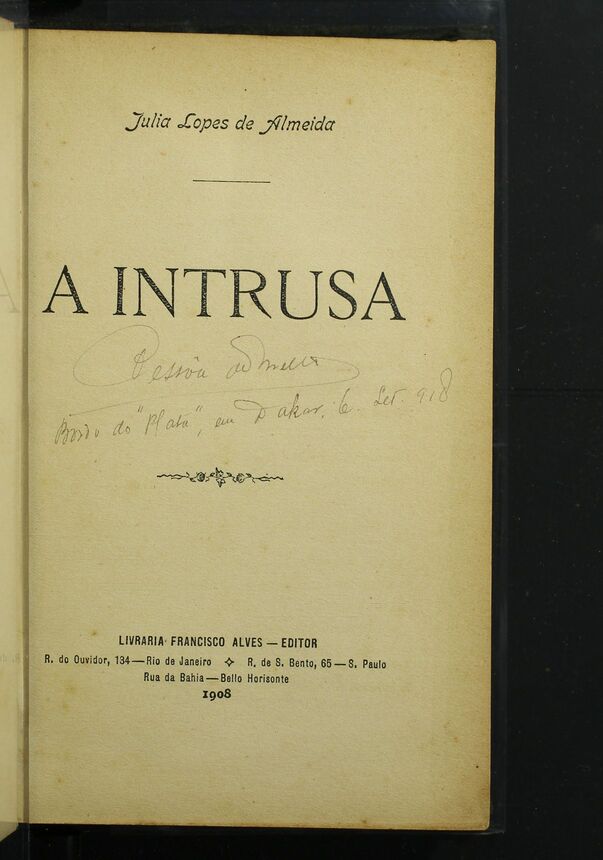 Julia Lopes de Almeida
A INTRUSA
Pessôa de Mello
Bordo do "Plata", em Dakar, 6. Set. 918
LIVRARIA FRANCISCO ALVES — EDITOR
R. do Ouvidor, 134 — Rio de Janeiro ✧ R. de S. Bento, 65 — S. Paulo
Rua da Bahia — Bello Horisonte
1908